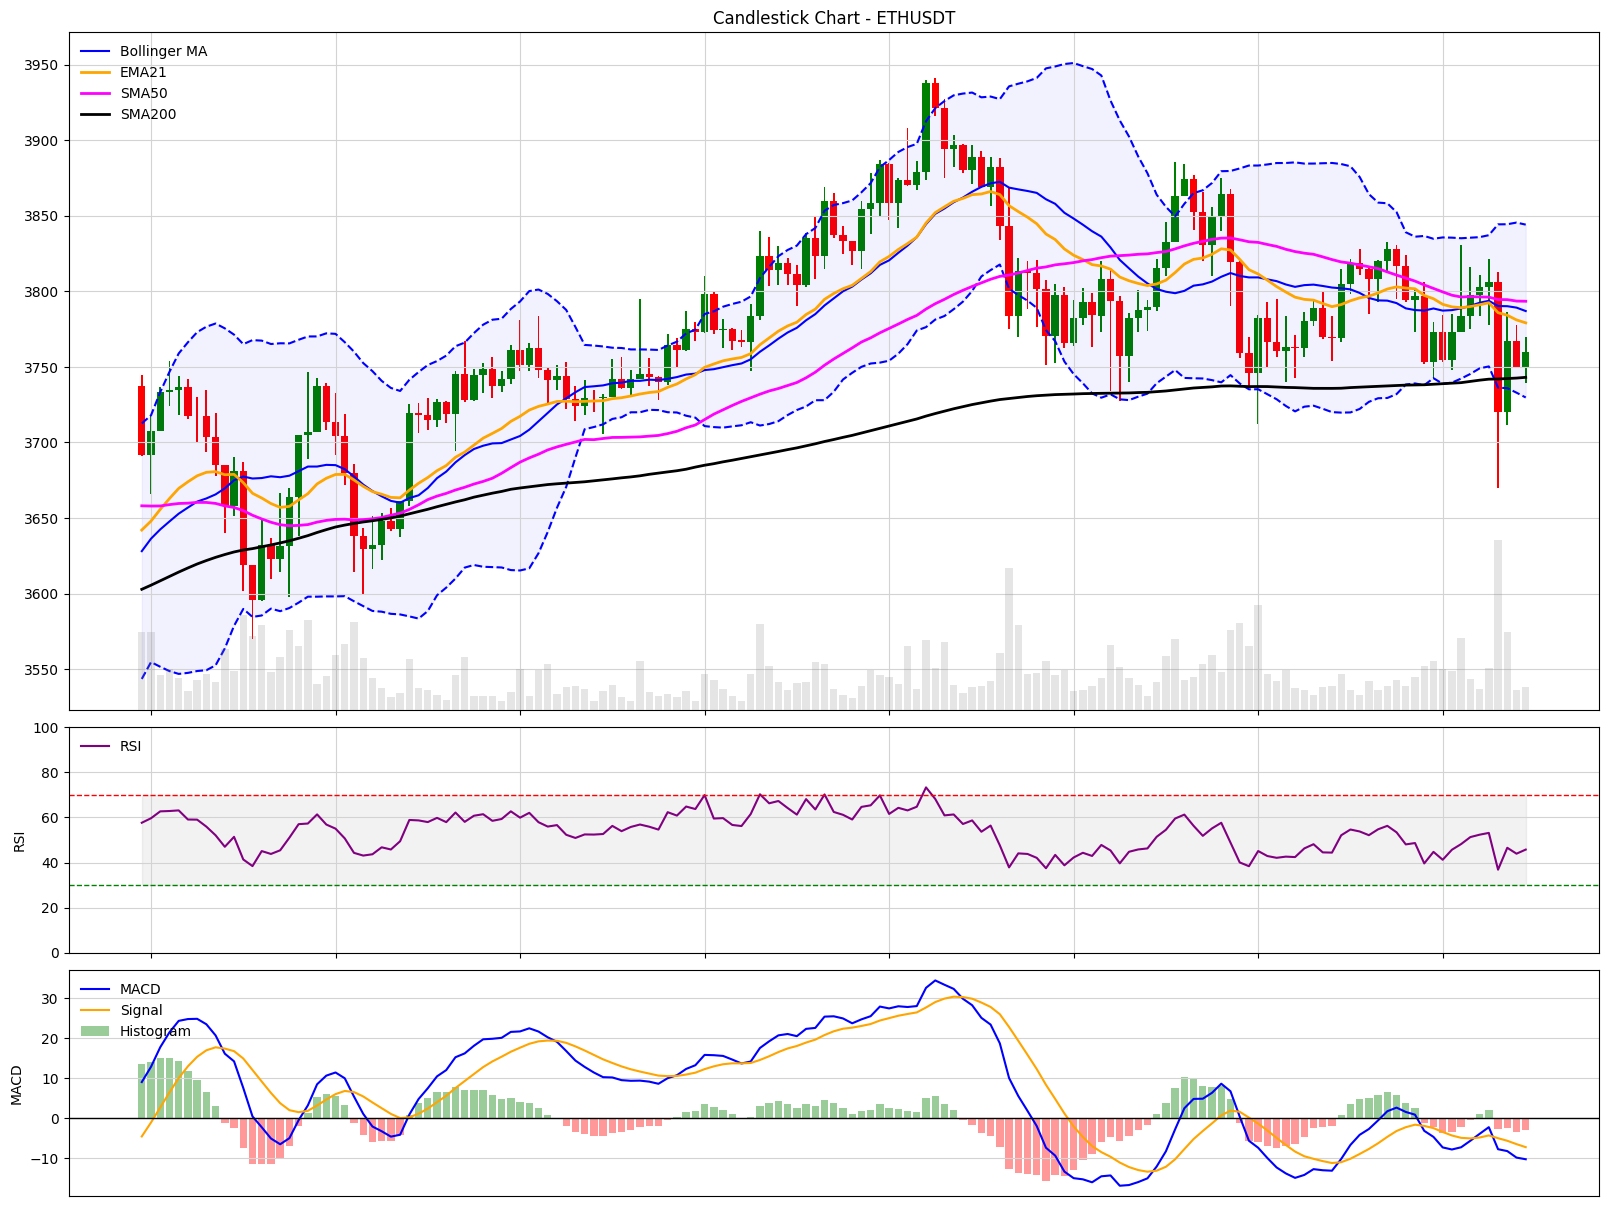 Candlestick Chart - ETHUSDT
Bollinger MA
EMA21
SMA50
SMA200
3950
3900
3850
3800
3750
3700
3650
3600
3550
RSI
RSI
100
80
60
40
20
0
MACD
Signal
Histogram
MACD
30
20
10
0
−10